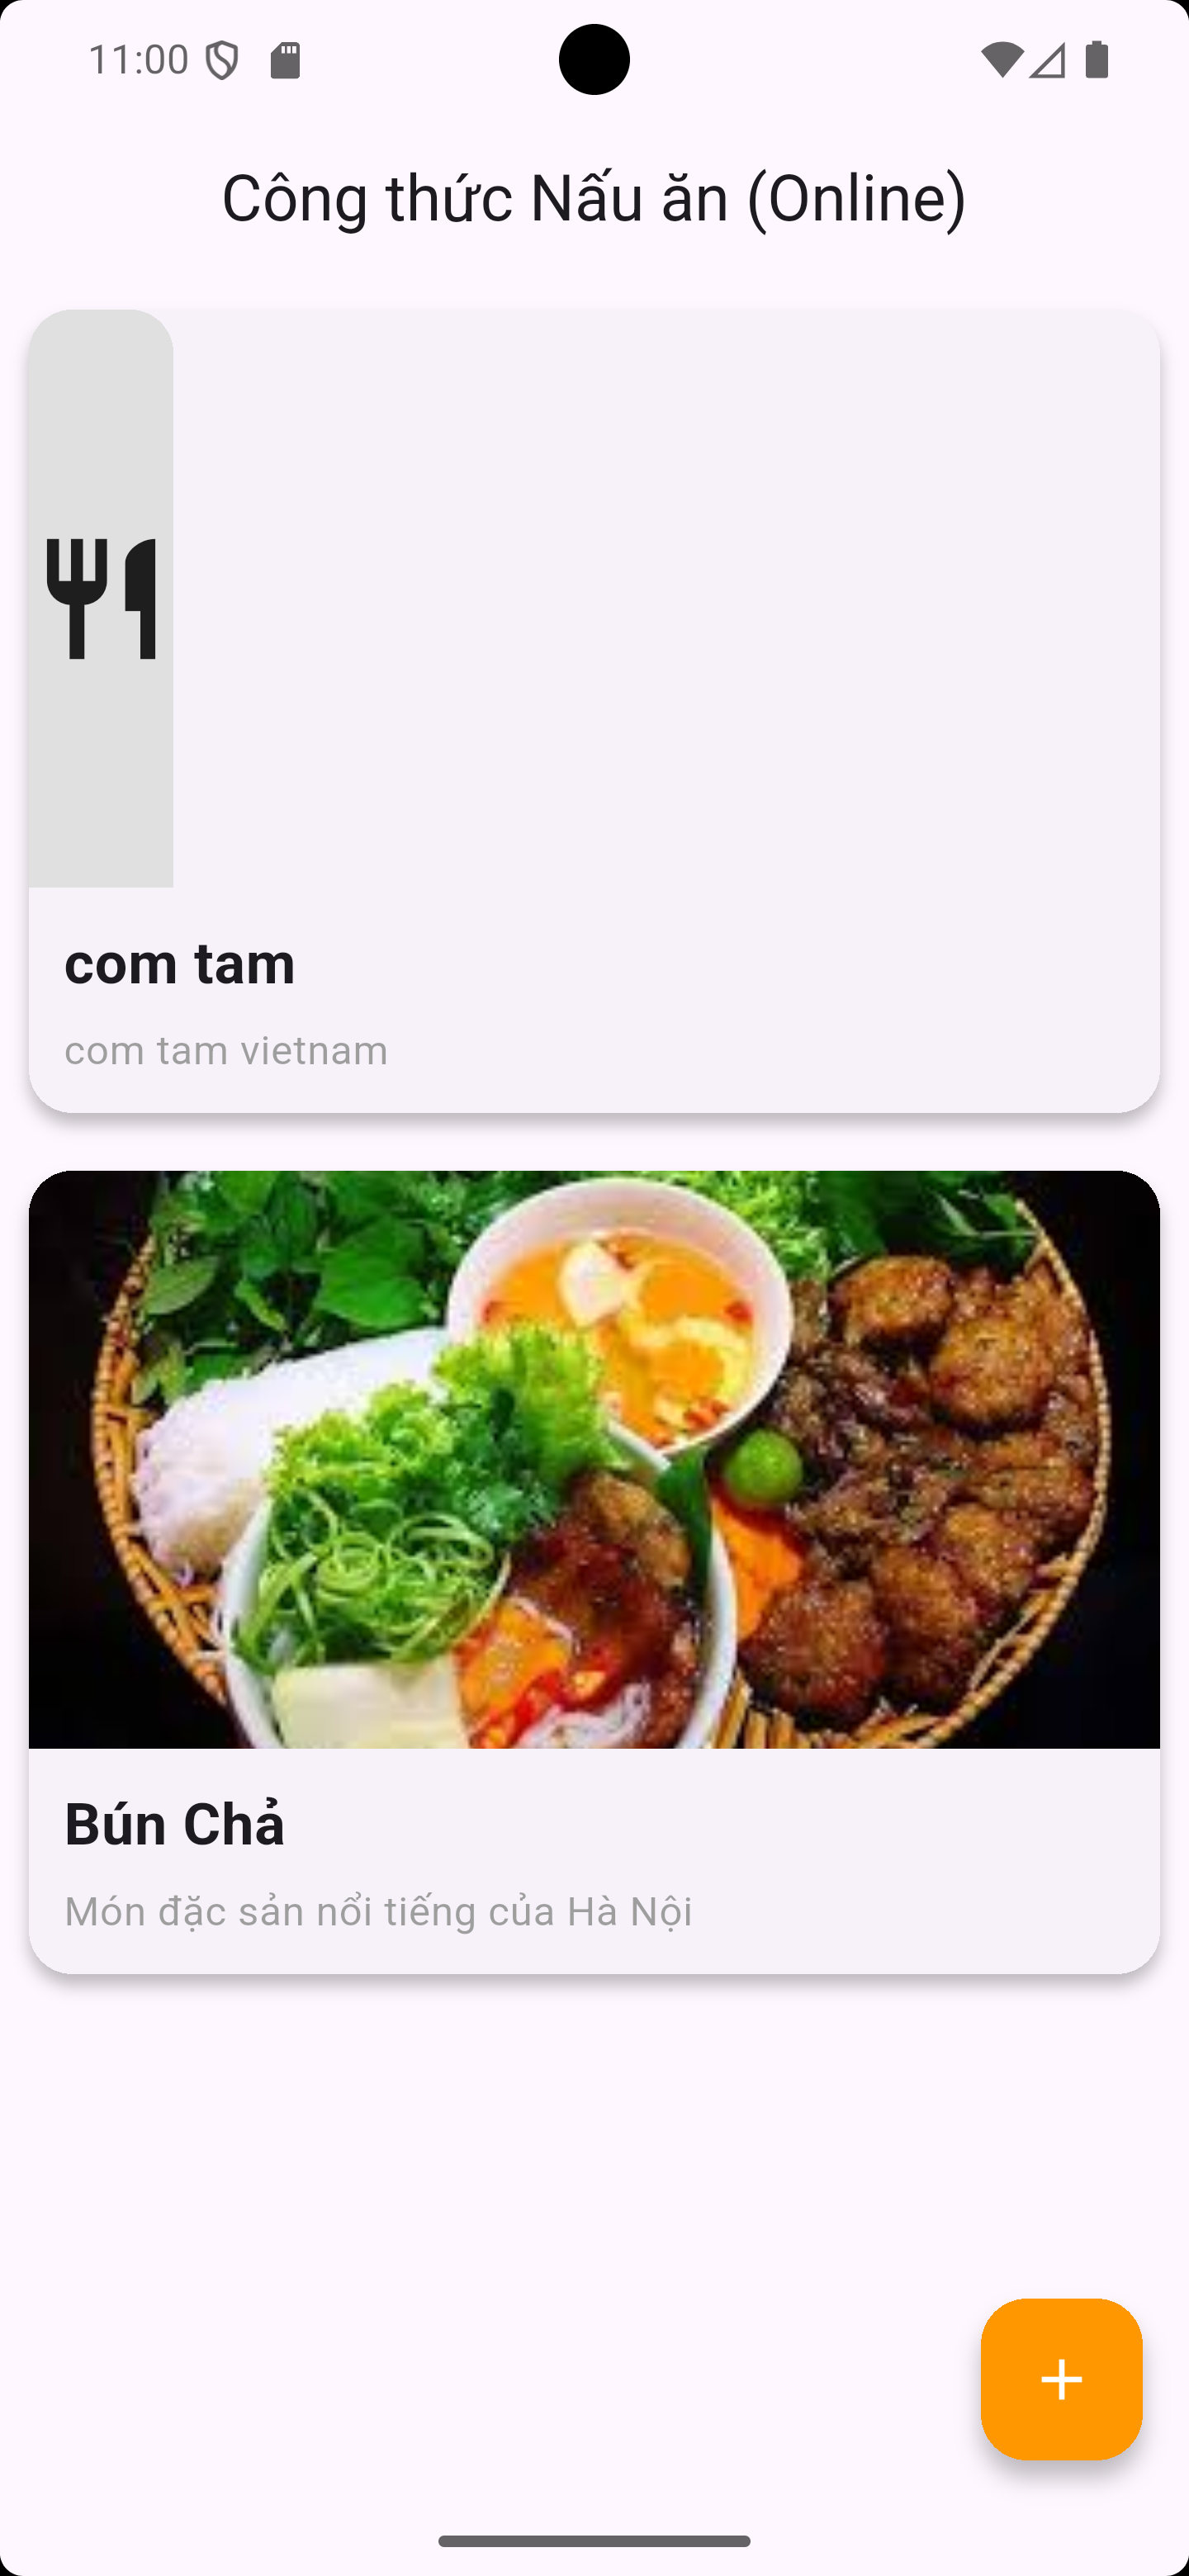 11:00
Công thức Nấu ăn (Online)
com tam
com tam vietnam
Bún Chả
Món đặc sản nổi tiếng của Hà Nội